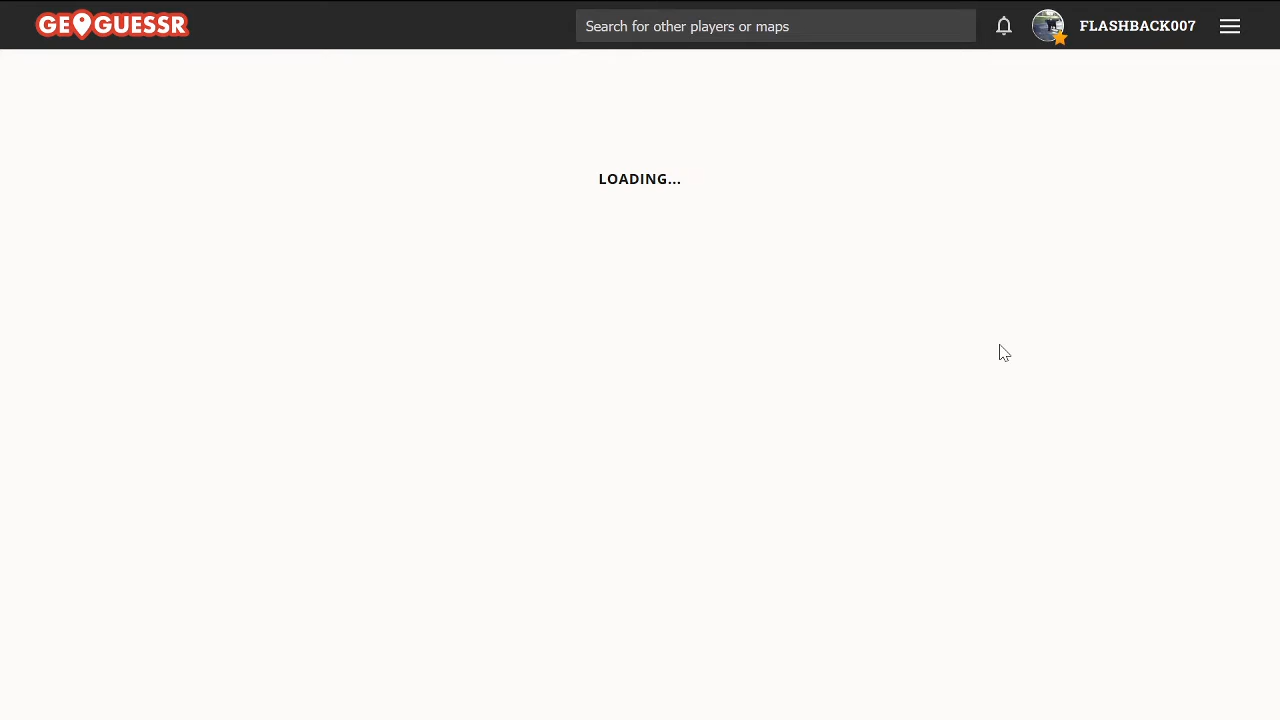 GEOGUESSR
Search for other players or maps
FLASHBACK007
LOADING...